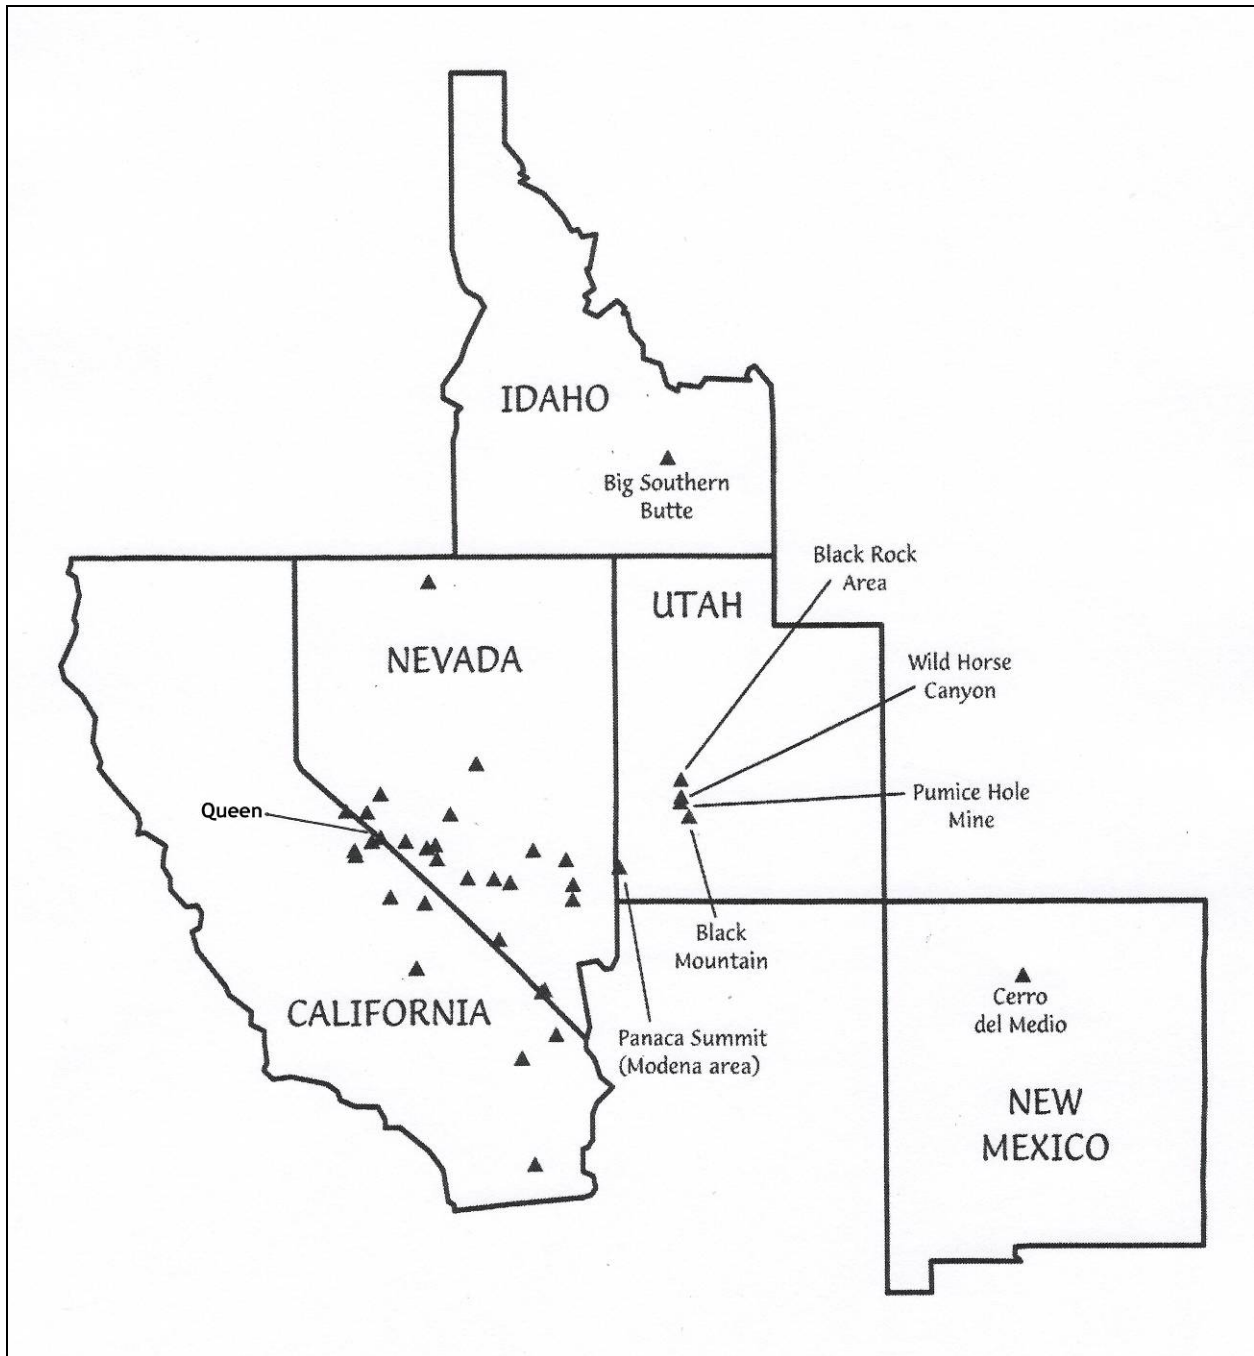 IDAHO
Big Southern
Butte
Black Rock
Area
UTAH
NEVADA
Wild Horse
Canyon
Queen
Pumice Hole
Mine
Black
Mountain
Cerro
del Medio
CALIFORNIA
Panaca Summit
(Modena area)
NEW
MEXICO